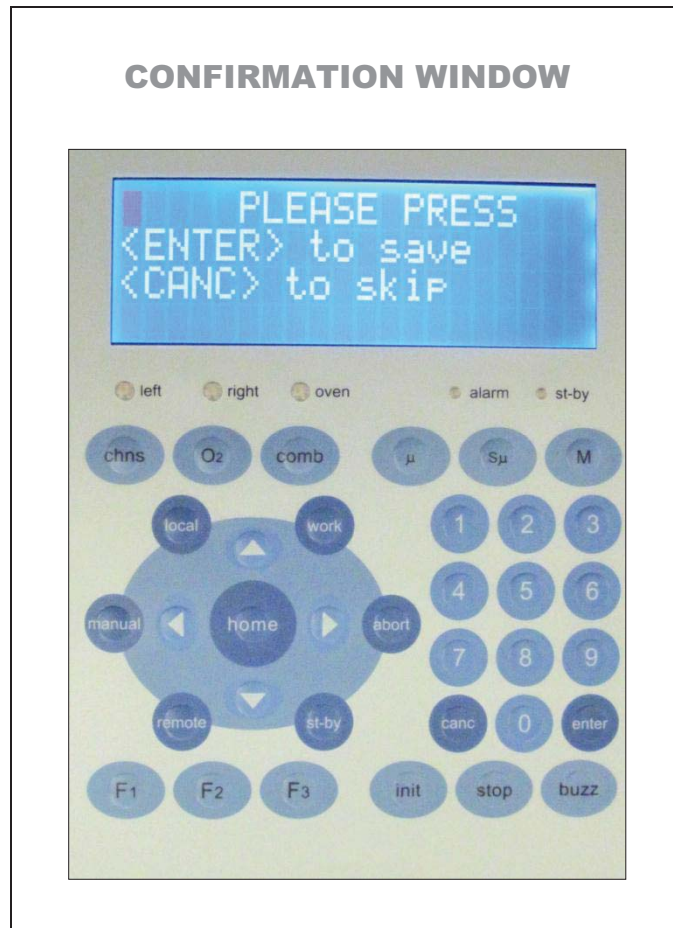 CONFIRMATION WINDOW
PLEASE PRESS
<ENTER> to save
<CANC> to skip
left right oven alarm st-by
chns O2 comb μ Sμ M
local work 1 2 3
manual home abort 4 5 6
7 8 9
remote st-by canc 0 enter
F1 F2 F3 init stop buzz